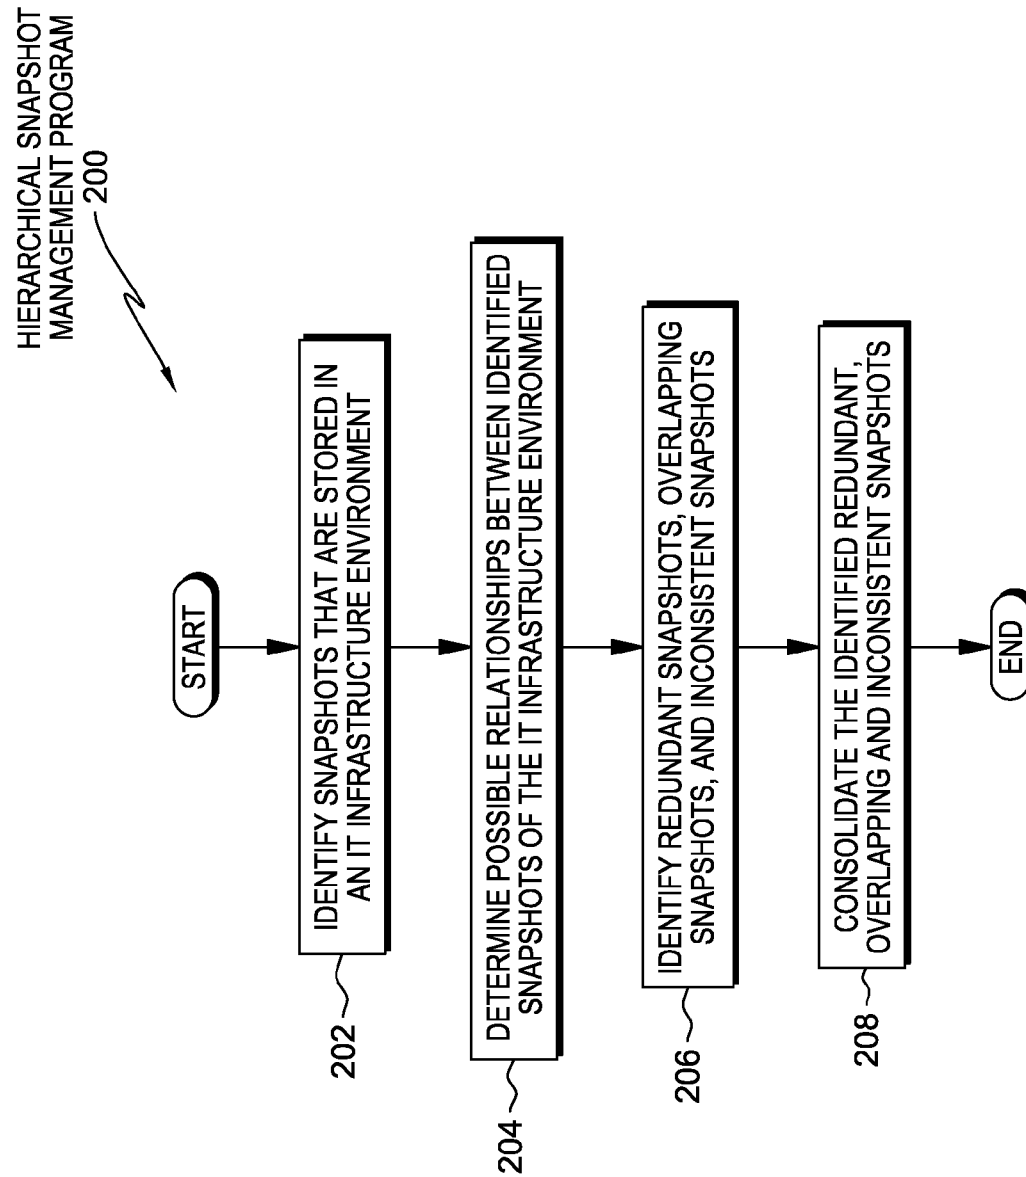 HIERARCHICAL SNAPSHOT
MANAGEMENT PROGRAM
200
START
IDENTIFY SNAPSHOTS THAT ARE STORED IN
AN IT INFRASTRUCTURE ENVIRONMENT
202
DETERMINE POSSIBLE RELATIONSHIPS BETWEEN IDENTIFIED
SNAPSHOTS OF THE IT INFRASTRUCTURE ENVIRONMENT
204
IDENTIFY REDUNDANT SNAPSHOTS, OVERLAPPING
SNAPSHOTS, AND INCONSISTENT SNAPSHOTS
206
CONSOLIDATE THE IDENTIFIED REDUNDANT,
OVERLAPPING AND INCONSISTENT SNAPSHOTS
208
END